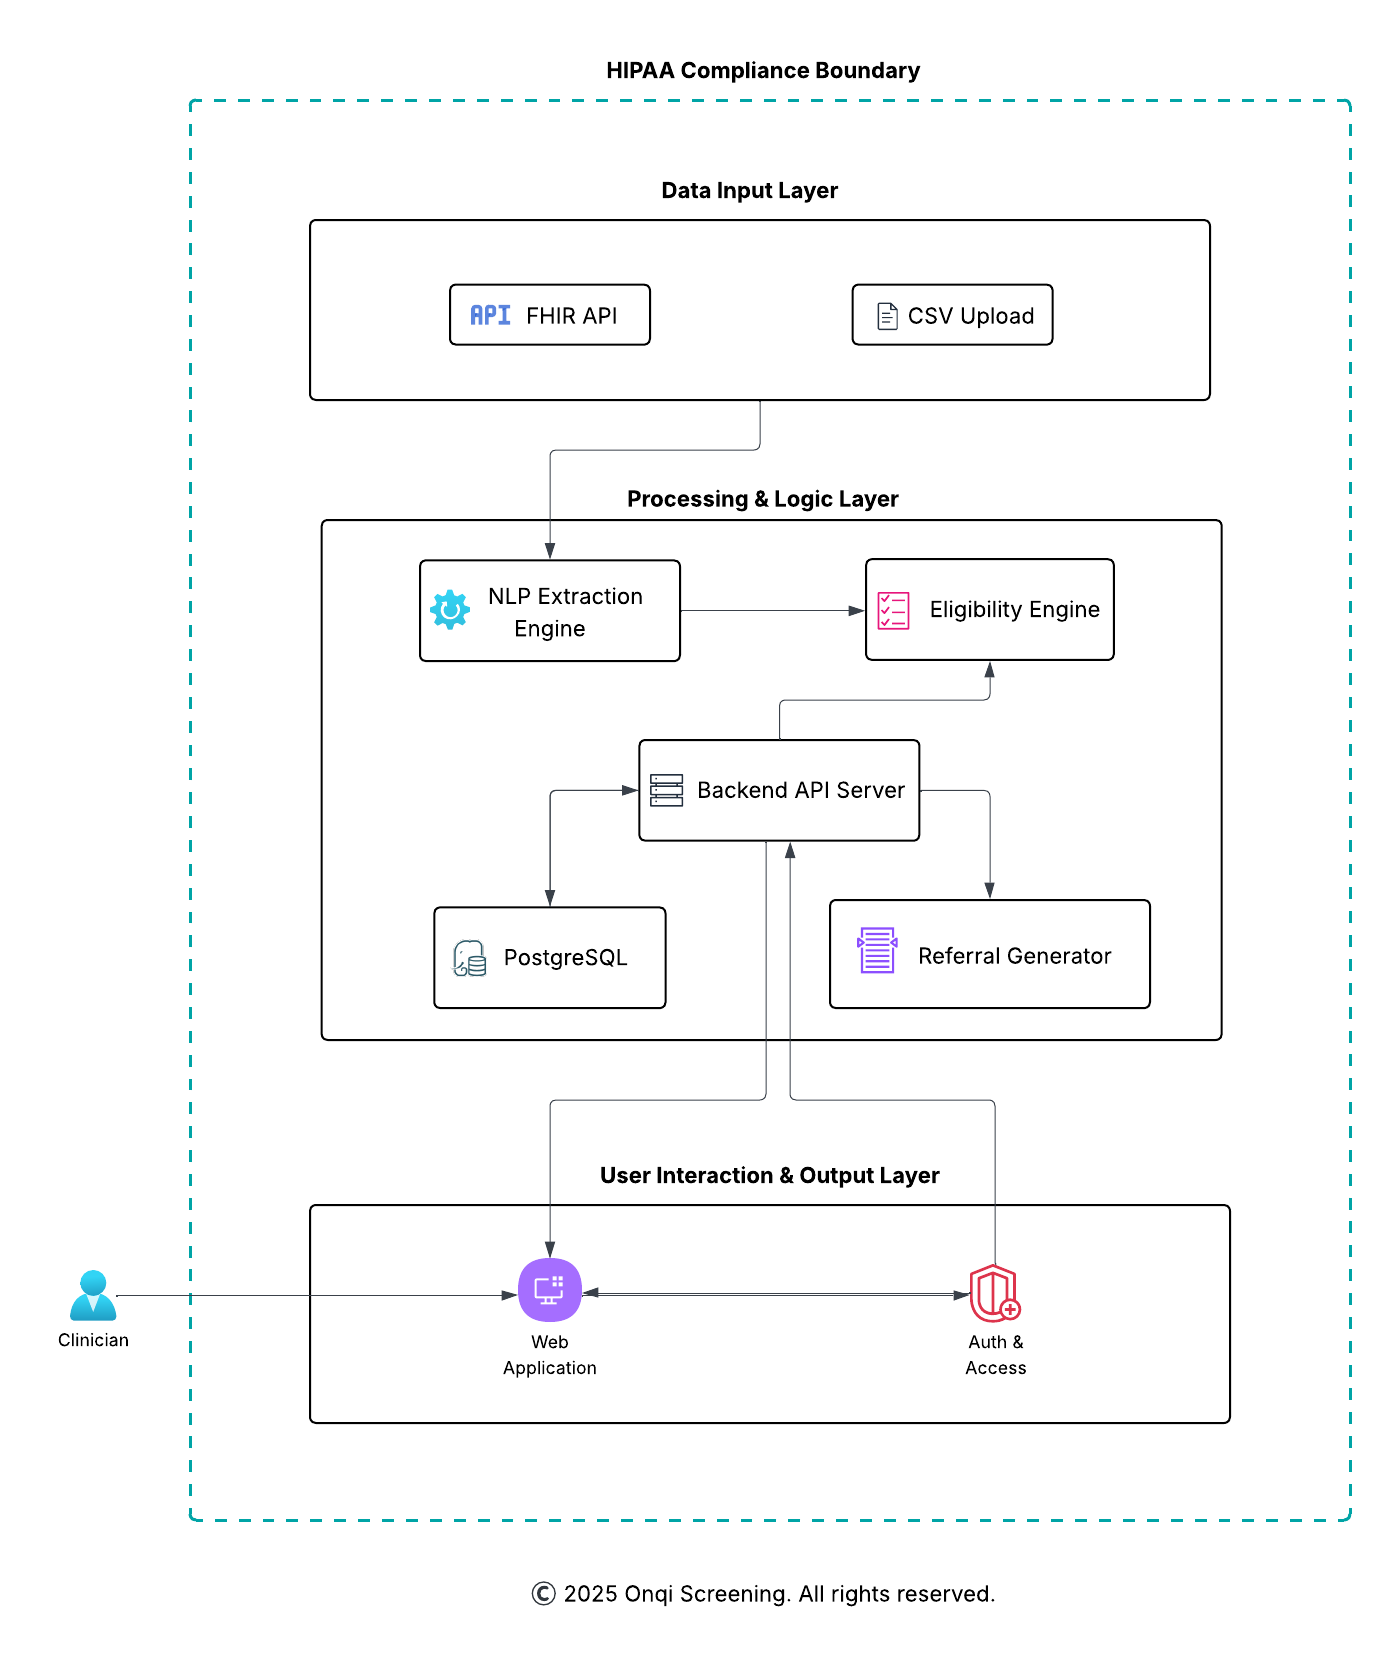 HIPAA Compliance Boundary
Data Input Layer
API FHIR API
CSV Upload
Processing & Logic Layer
NLP Extraction
Engine
Eligibility Engine
Backend API Server
PostgreSQL
Referral Generator
User Interaction & Output Layer
Clinician
Web
Application
Auth &
Access
© 2025 Onqi Screening. All rights reserved.